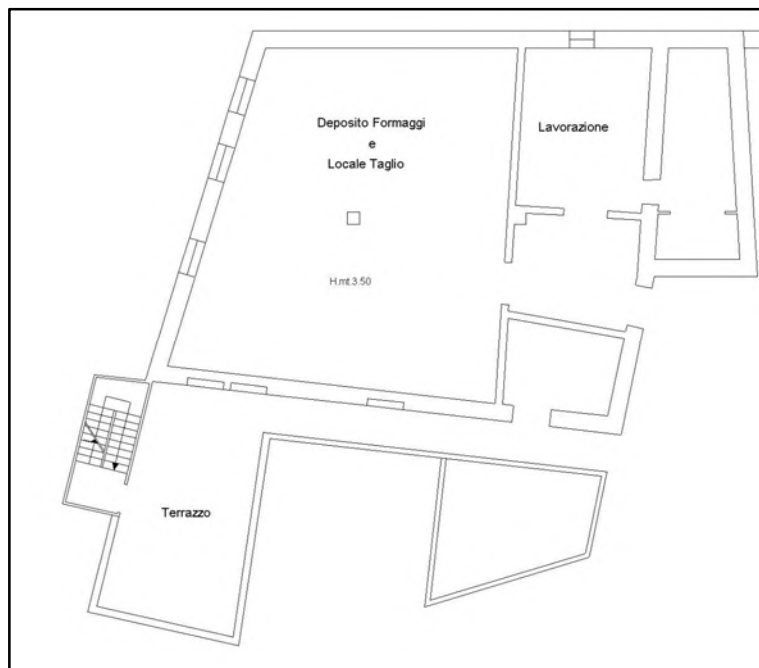 Deposito Formaggi
e
Locale Taglio
Lavorazione
H.mt.3.50
Terrazzo